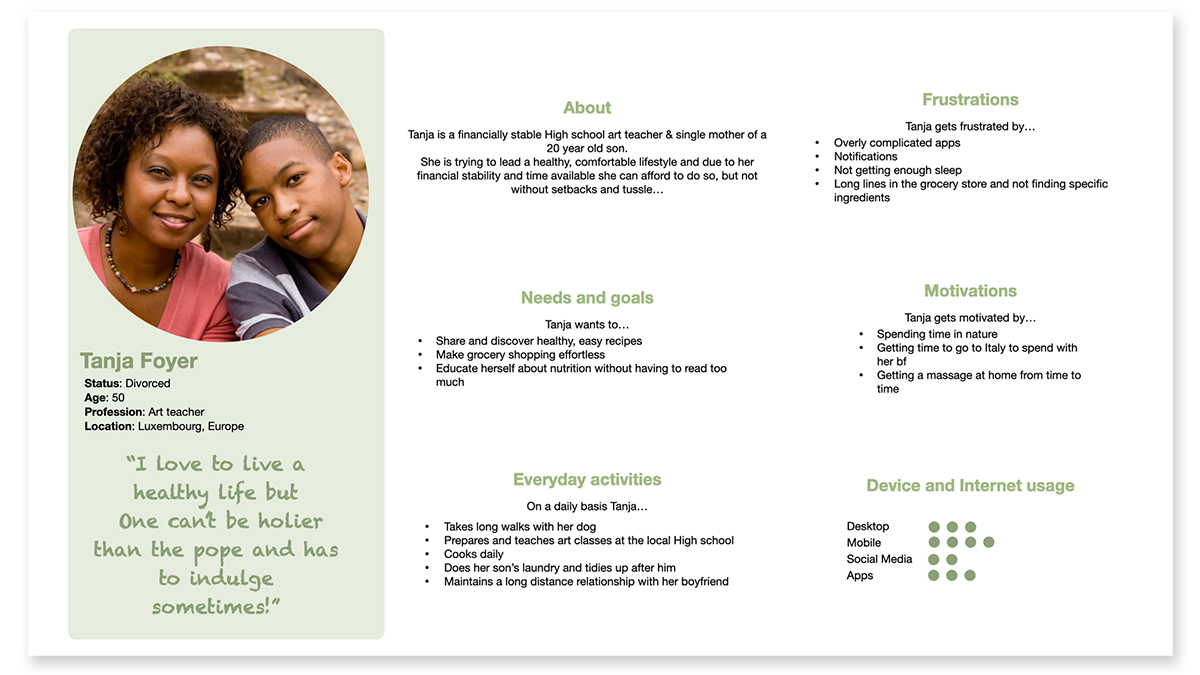 Tanja Foyer
Status: Divorced
Age: 50
Profession: Art teacher
Location: Luxembourg, Europe
“I love to live a
healthy life but
One can't be holier
than the pope and has
to indulge
sometimes!”
About
Tanja is a financially stable High school art teacher & single mother of a
20 year old son.
She is trying to lead a healthy, comfortable lifestyle and due to her
financial stability and time available she can afford to do so, but not
without setbacks and tussle…
Needs and goals
Tanja wants to…
• Share and discover healthy, easy recipes
• Make grocery shopping effortless
• Educate herself about nutrition without having to read too
much
Everyday activities
On a daily basis Tanja…
• Takes long walks with her dog
• Prepares and teaches art classes at the local High school
• Cooks daily
• Does her son’s laundry and tidies up after him
• Maintains a long distance relationship with her boyfriend
Frustrations
Tanja gets frustrated by…
• Overly complicated apps
• Notifications
• Not getting enough sleep
• Long lines in the grocery store and not finding specific
ingredients
Motivations
Tanja gets motivated by…
• Spending time in nature
• Getting time to go to Italy to spend with
her bf
• Getting a massage at home from time to
time
Device and Internet usage
Desktop
Mobile
Social Media
Apps